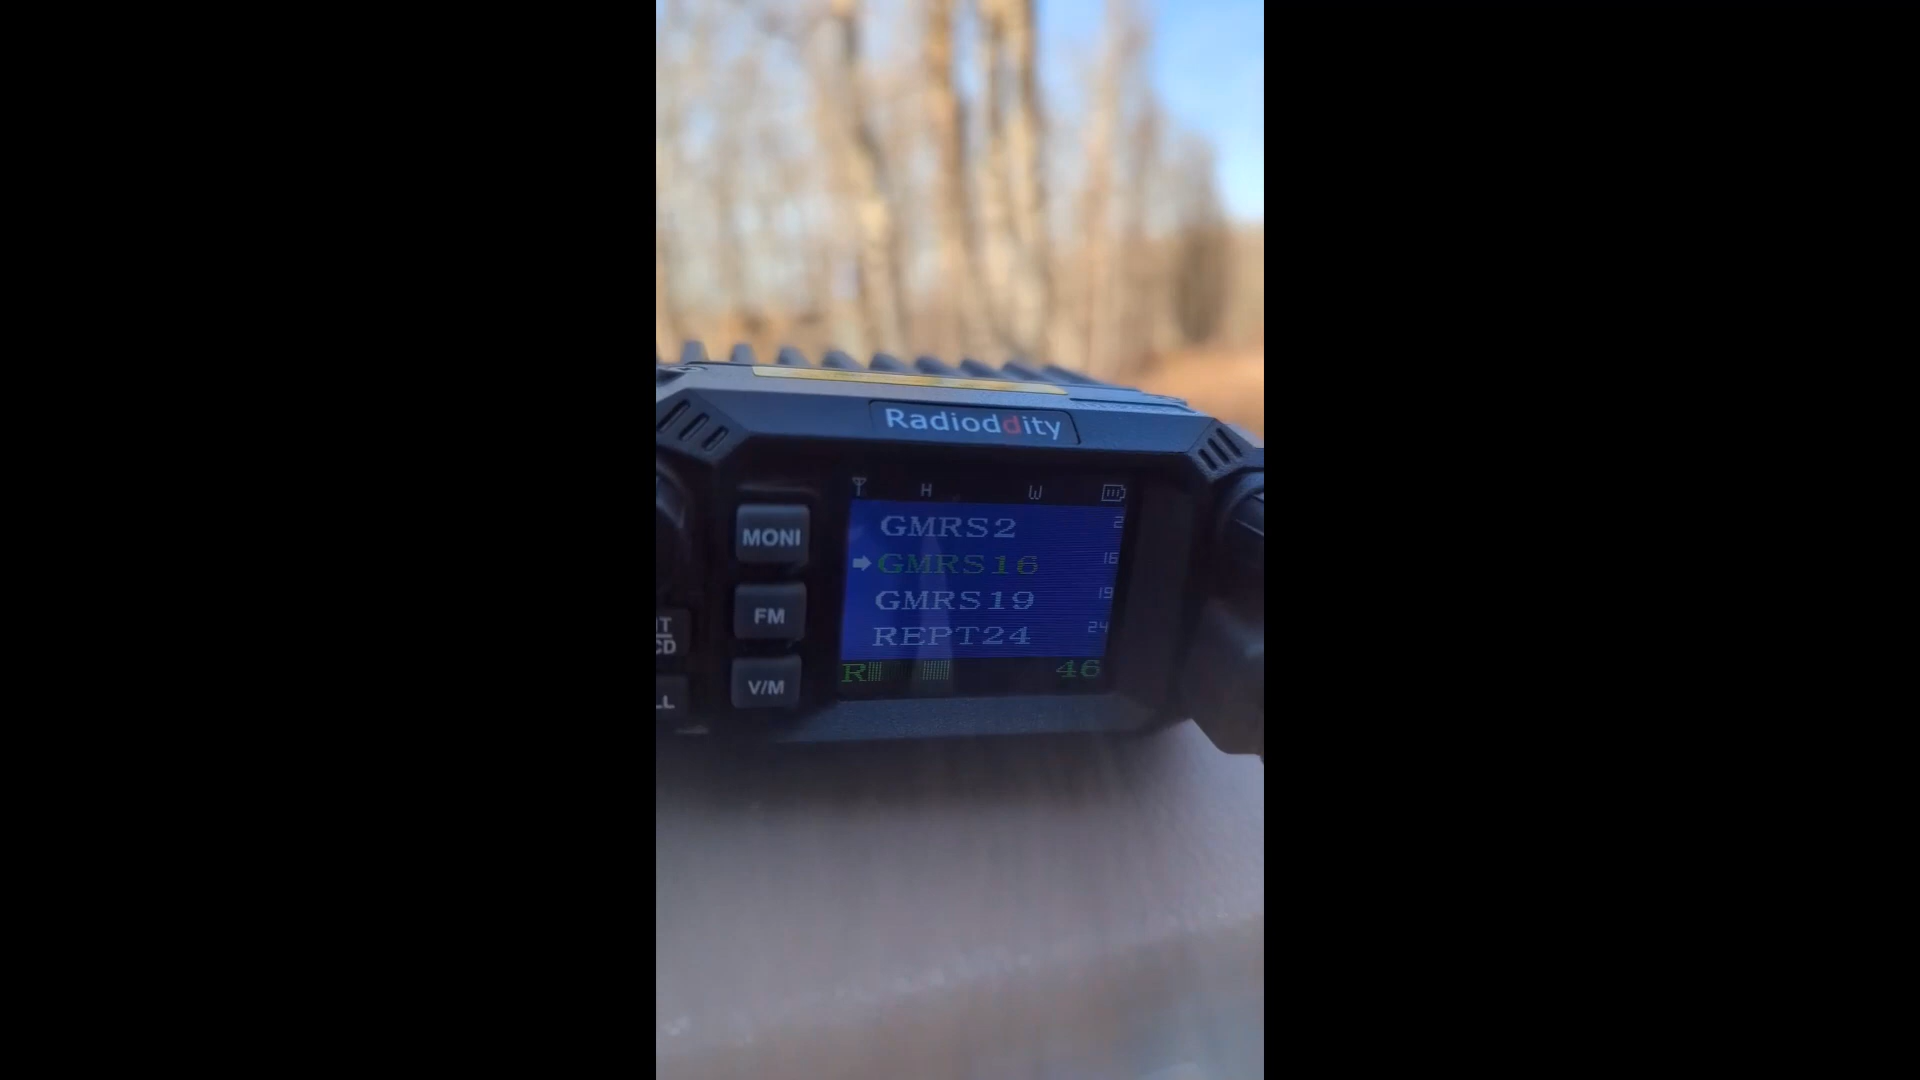 Radioddity
H W
MONI
GMRS2 2
GMRS16 16
FM
GMRS19 19
REPT24 24
V/M
R 46